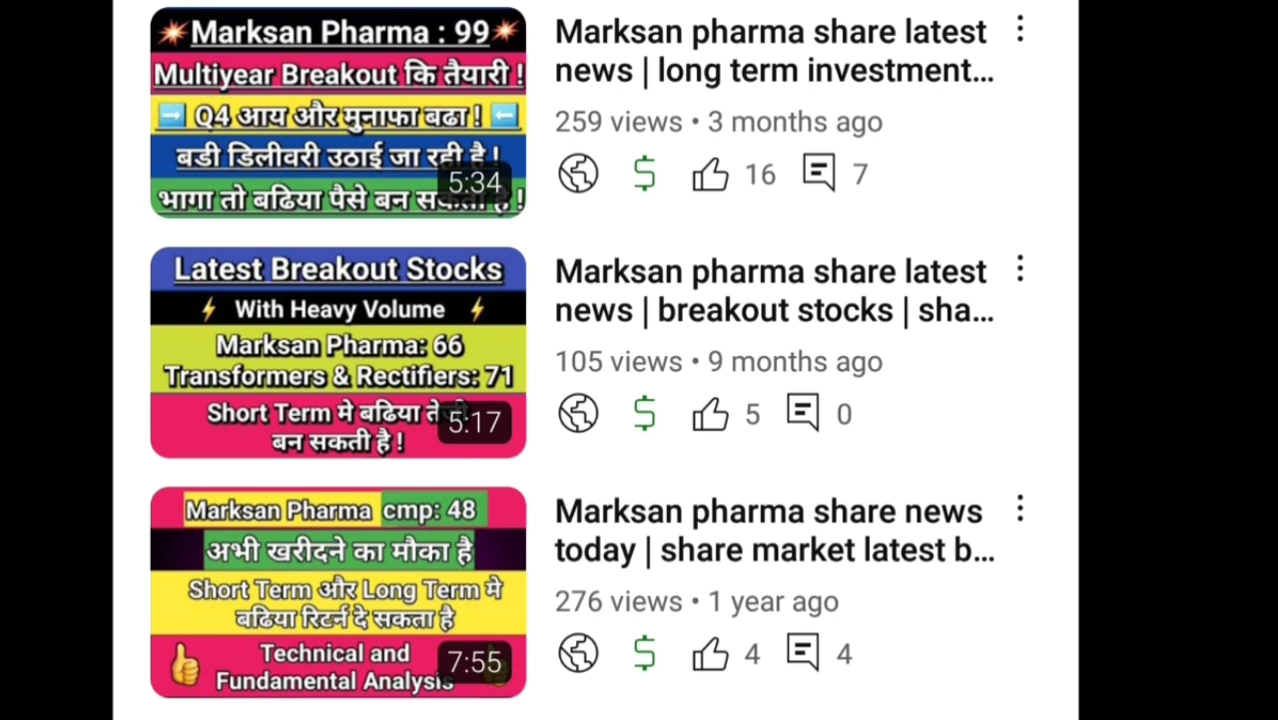 Marksan Pharma : 99
Multiyear Breakout कि तैयारी !
Q4 आय और मुनाफा बढा !
बडी डिलीवरी उठाई जा रही है !
भागा तो बढिया पैसे बन सकता है !
5:34
Marksan pharma share latest
news | long term investment...
259 views • 3 months ago
16
7
Latest Breakout Stocks
With Heavy Volume
Marksan Pharma: 66
Transformers & Rectifiers: 71
Short Term मे बढिया
बन सकती है !
5:17
Marksan pharma share latest
news | breakout stocks | sha...
105 views • 9 months ago
5
0
Marksan Pharma cmp: 48
अभी खरीदने का मौका है
Short Term और Long Term मे
बढिया रिटर्न दे सकता है
Technical and
Fundamental Analysis
7:55
Marksan pharma share news
today | share market latest b...
276 views • 1 year ago
4
4